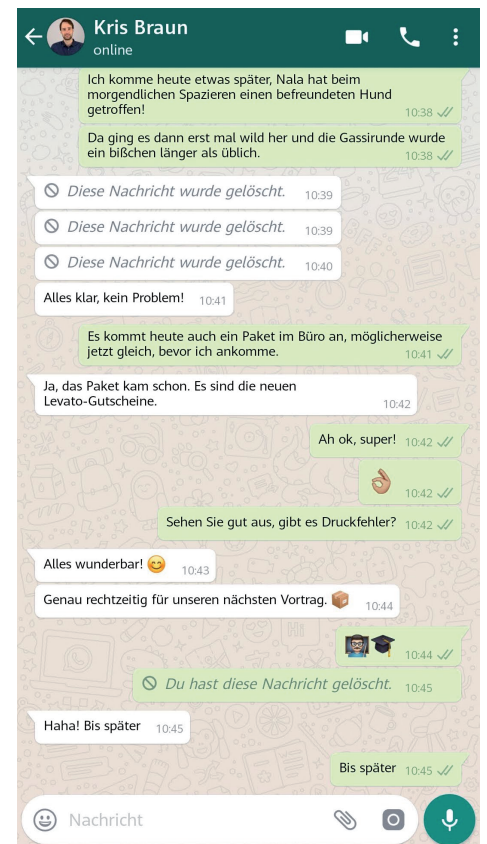 Kris Braun
online
Ich komme heute etwas später, Nala hat beim
morgendlichen Spazieren einen befreundeten Hund
getroffen!
10:38
Da ging es dann erst mal wild her und die Gassirunde wurde
ein bißchen länger als üblich.
10:38
Diese Nachricht wurde gelöscht. 10:39
Diese Nachricht wurde gelöscht. 10:39
Diese Nachricht wurde gelöscht. 10:40
Alles klar, kein Problem! 10:41
Es kommt heute auch ein Paket im Büro an, möglicherweise
jetzt gleich, bevor ich ankomme. 10:41
Ja, das Paket kam schon. Es sind die neuen
Levato-Gutscheine. 10:42
Ah ok, super! 10:42
👌🏼 10:42
Sehen Sie gut aus, gibt es Druckfehler? 10:42
Alles wunderbar! 😊 10:43
Genau rechtzeitig für unseren nächsten Vortrag. 📦 10:44
👨🏼‍🏫🎓 10:44
Du hast diese Nachricht gelöscht. 10:45
Haha! Bis später 10:45
Bis später 10:45
Nachricht